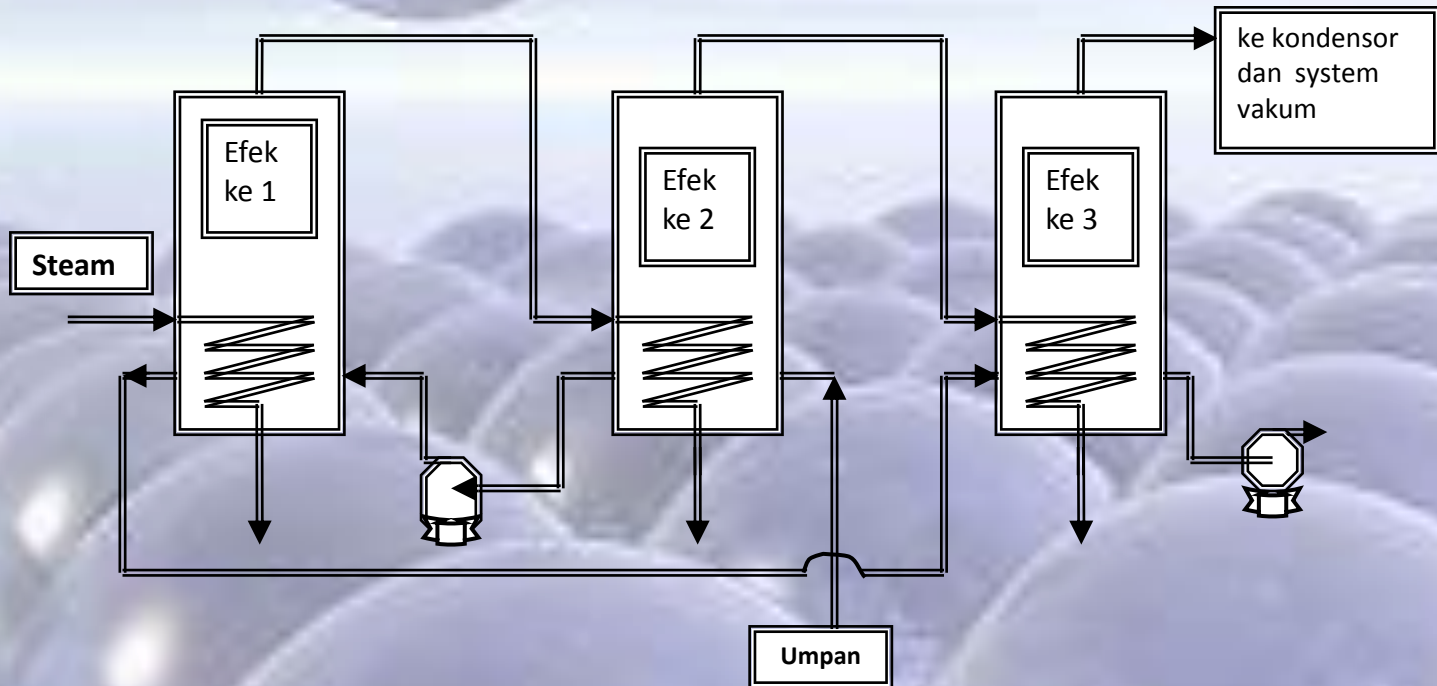 ke kondensor
dan system
vakum
Efek
ke 1
Efek
ke 2
Efek
ke 3
Steam
Umpan